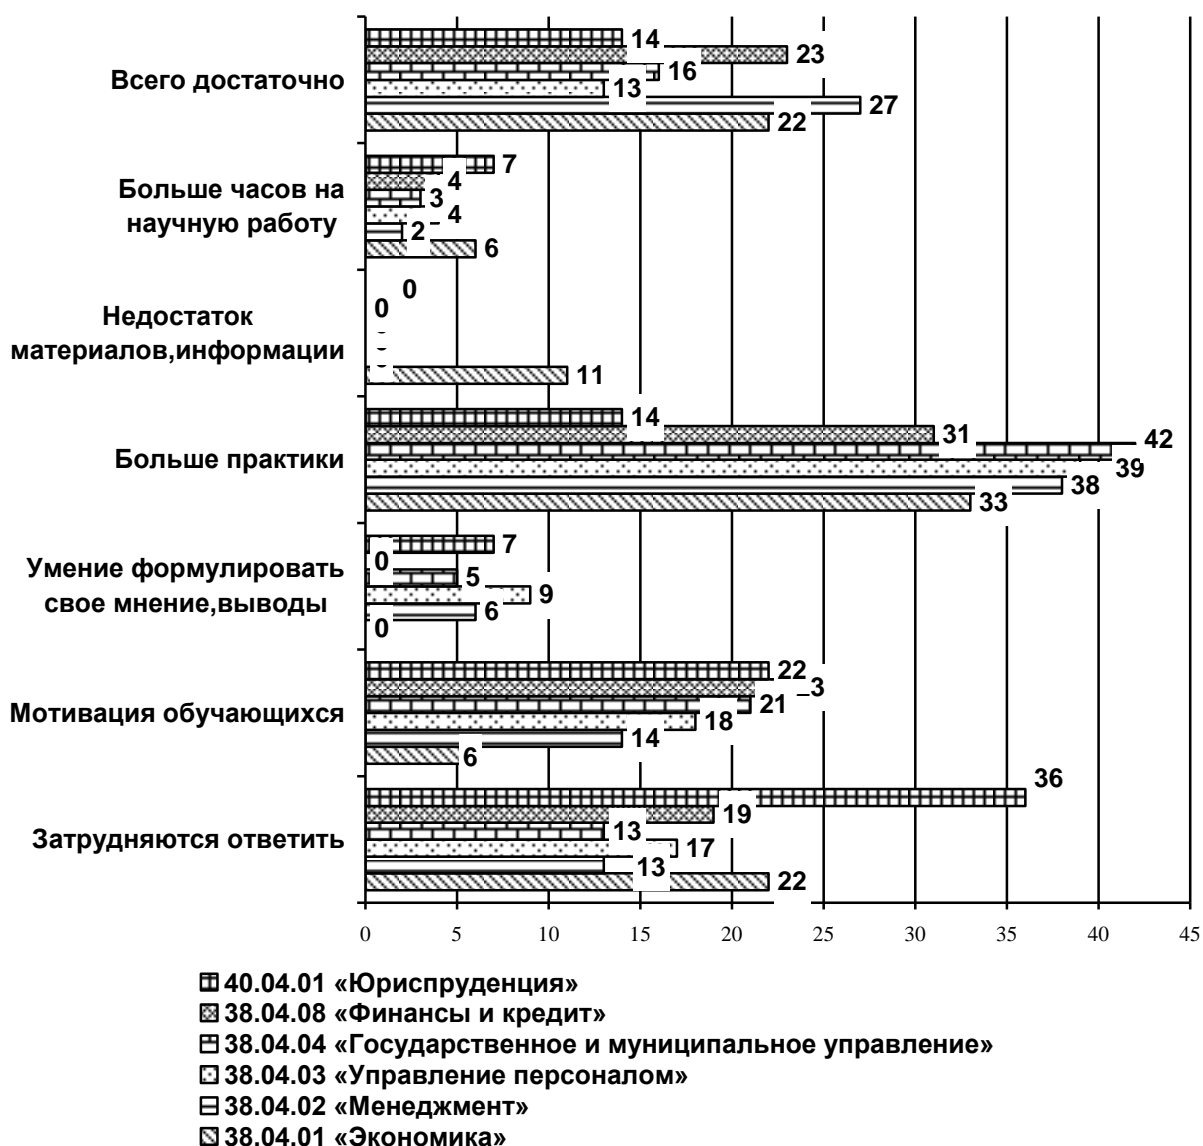 14
23
Всего достаточно
16
13
27
22
7
4
Больше часов на
научную работу
3
4
2
6
0
0
Недостаток
материалов,информации
11
14
31
42
Больше практики
39
38
33
7
0
Умение формулировать
свое мнение,выводы
5
9
6
0
22
3
Мотивация обучающихся
21
18
14
6
36
19
Затрудняются ответить
13
17
13
22
0 5 10 15 20 25 30 35 40 45
40.04.01 «Юриспруденция»
38.04.08 «Финансы и кредит»
38.04.04 «Государственное и муниципальное управление»
38.04.03 «Управление персоналом»
38.04.02 «Менеджмент»
38.04.01 «Экономика»